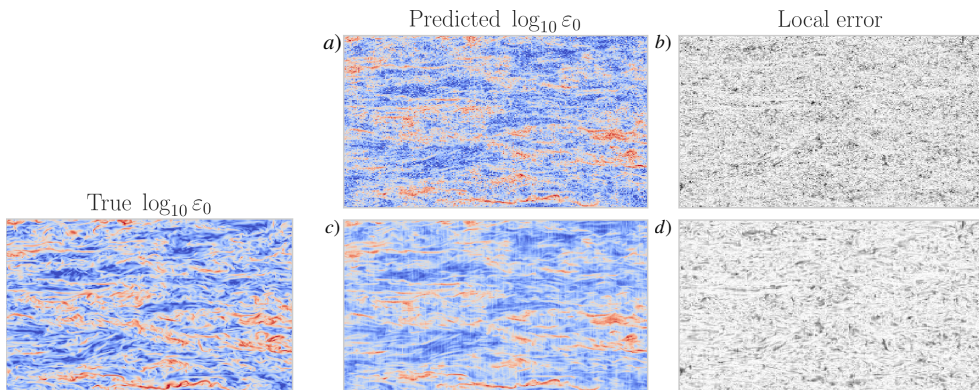 Predicted log₁₀ ε₀
Local error
a)
b)
True log₁₀ ε₀
c)
d)